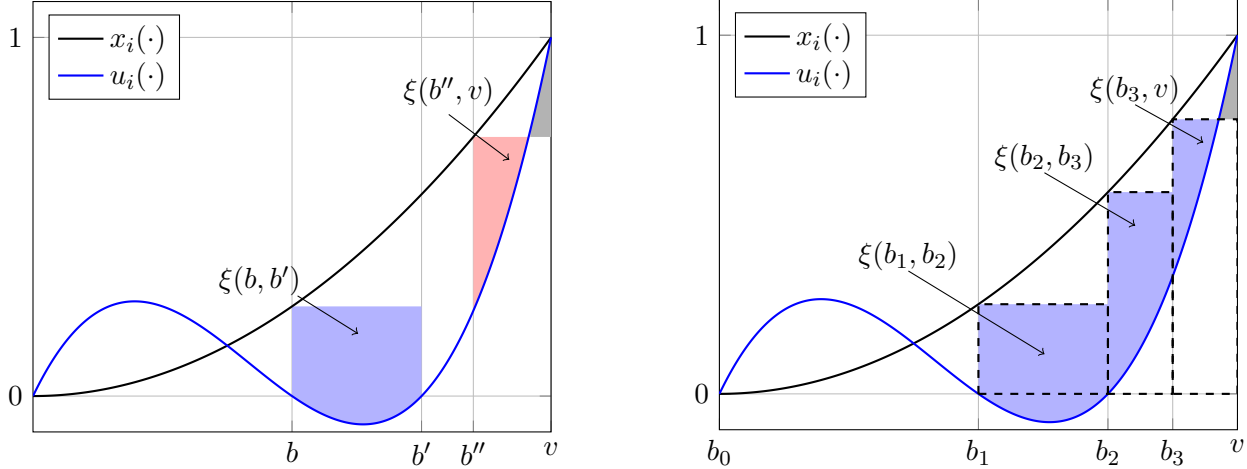 1
x_i(·)
u_i(·)
ξ(b″, v)
ξ(b, b′)
0
b
b′
b″
v
1
x_i(·)
u_i(·)
ξ(b_3, v)
ξ(b_2, b_3)
ξ(b_1, b_2)
0
b_0
b_1
b_2
b_3
v